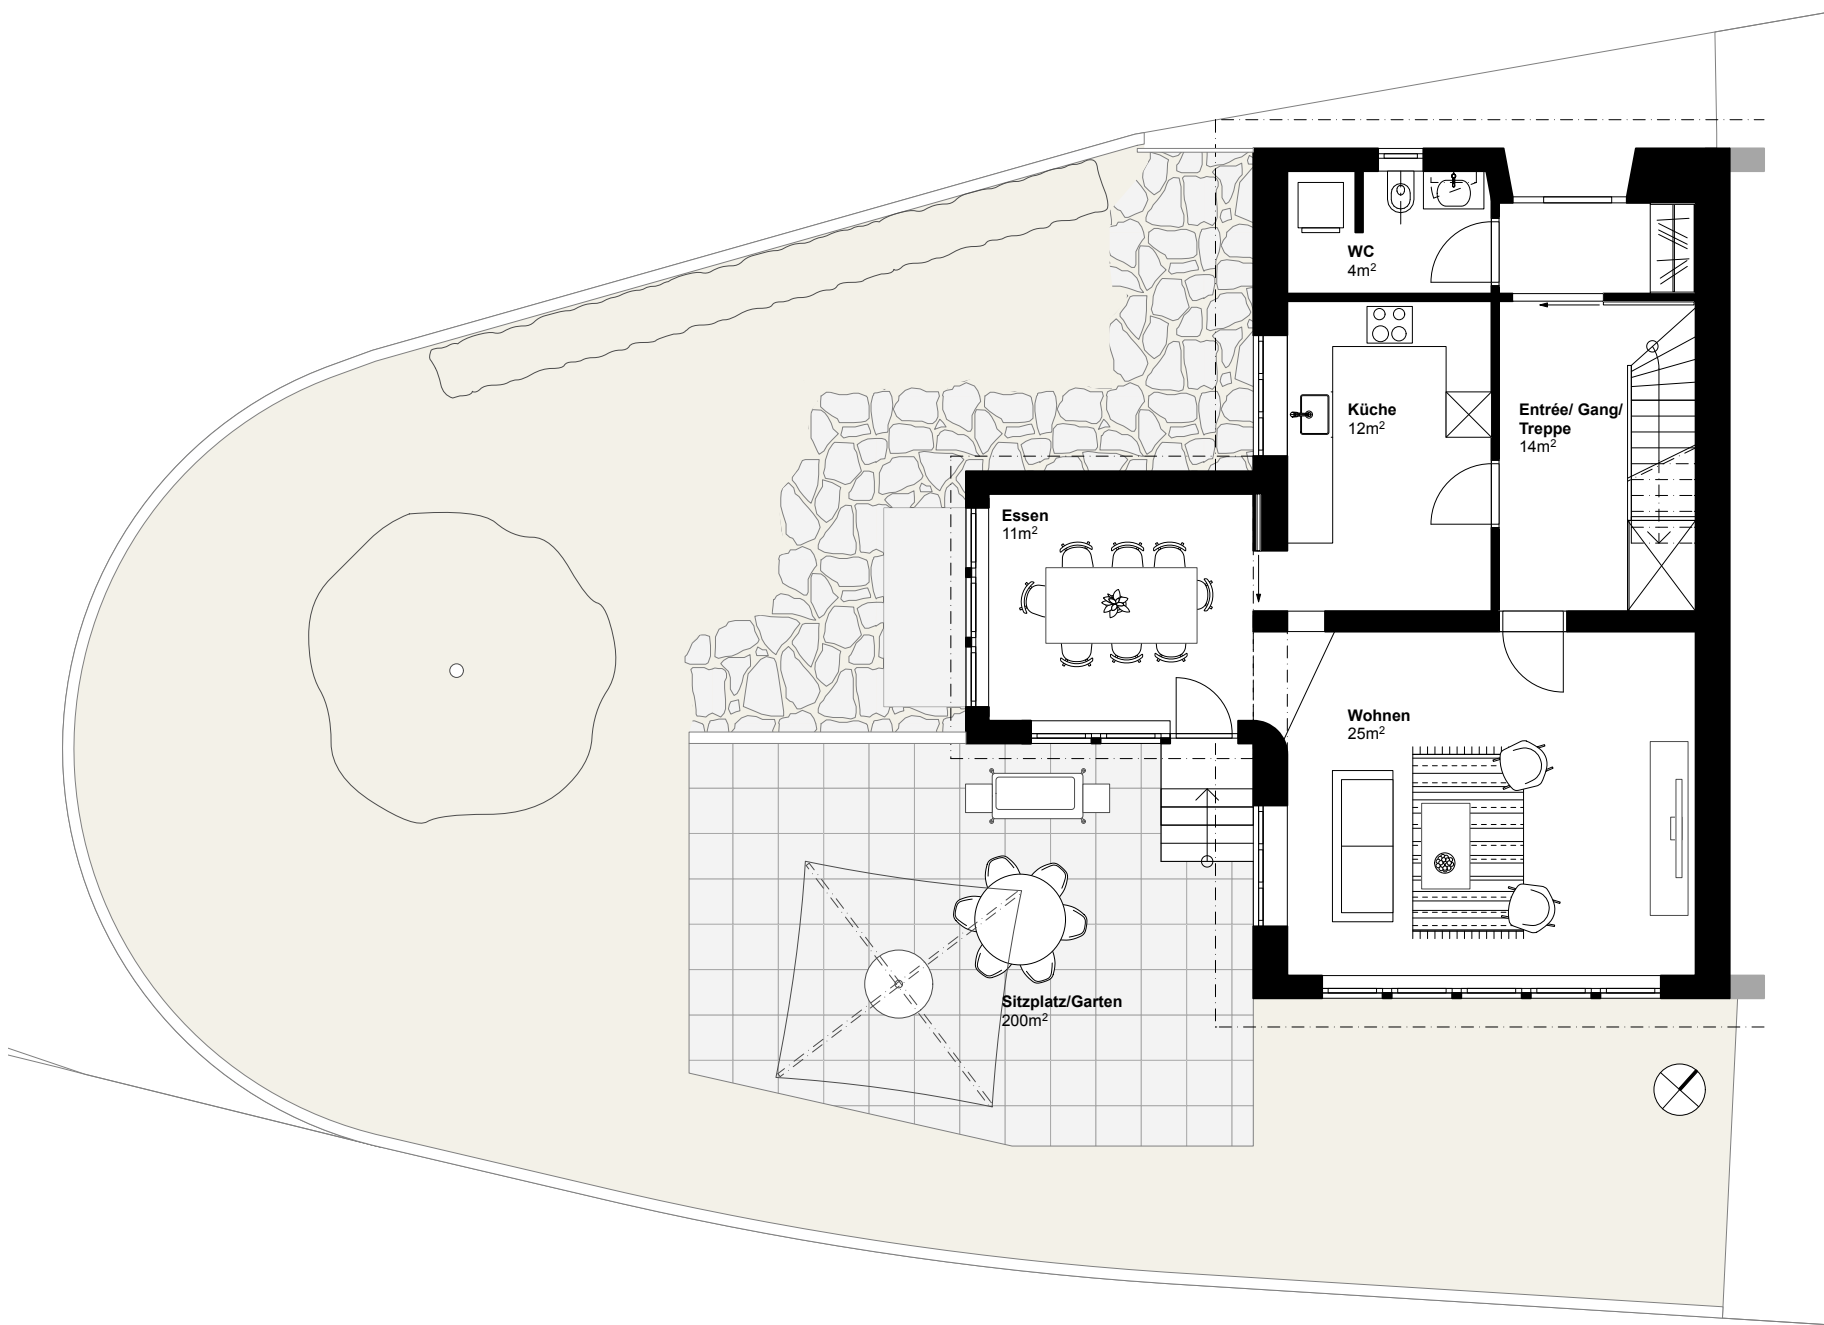 WC
4m²
Küche
12m²
Entrée/ Gang/
Treppe
14m²
Essen
11m²
Wohnen
25m²
Sitzplatz/Garten
200m²